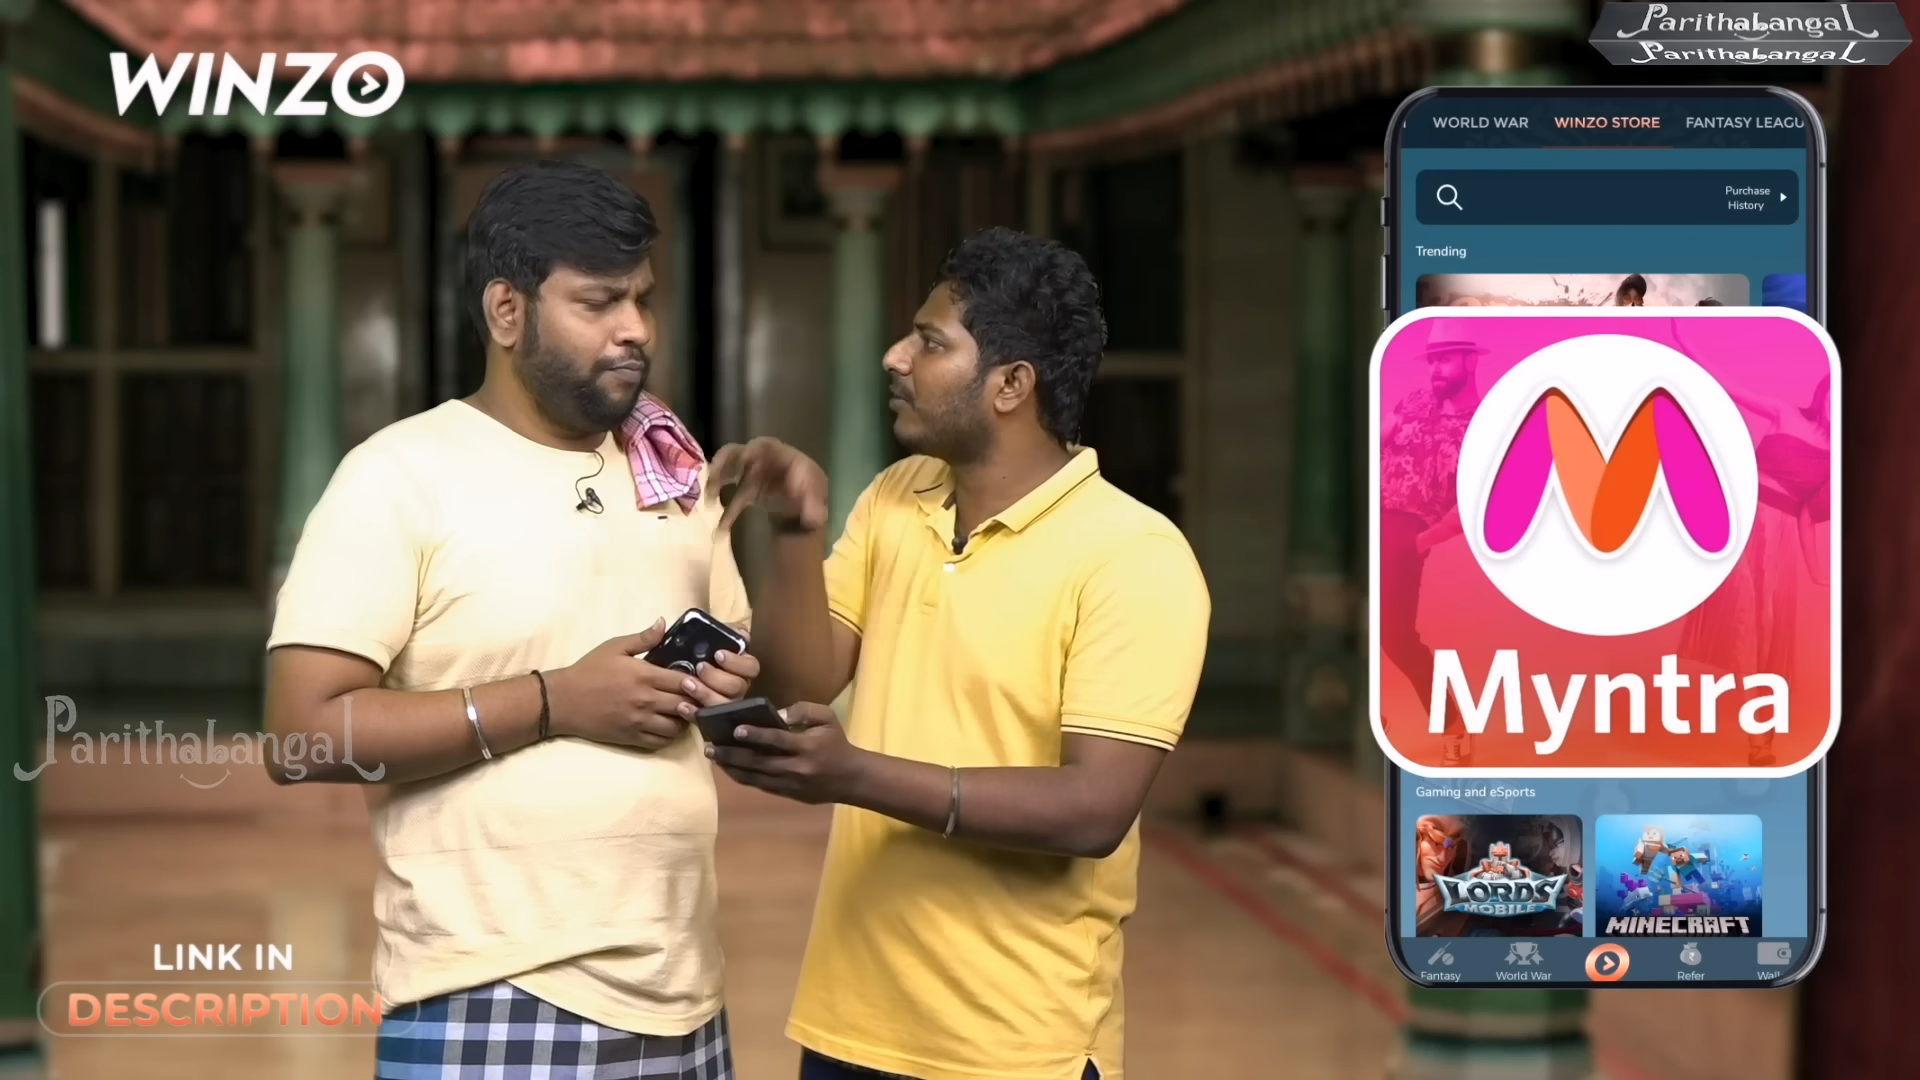 ParithabangaL
ParithabangaL
WINZO
WORLD WAR WINZO STORE FANTASY LEAGU
Purchase
History
Trending
Myntra
ParithabangaL
Gaming and eSports
LORDS
MOBILE
MINECRAFT
LINK IN
DESCRIPTION
Fantasy World War Refer Wall